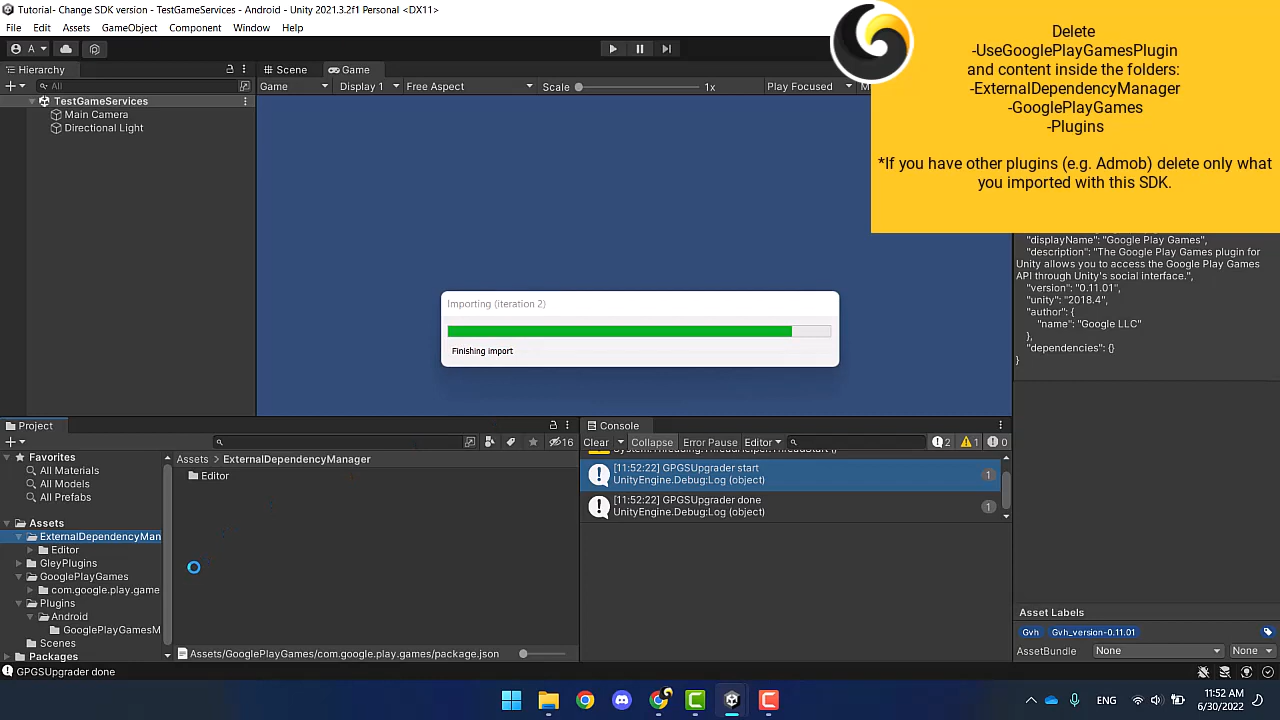 Tutorial- Change SDK version - TestGameServices - Android - Unity 2021.3.2f1 Personal <DX11>
File Edit Assets GameObject Component Window Help
A
Delete
-UseGooglePlayGamesPlugin
and content inside the folders:
-ExternalDependencyManager
-GooglePlayGames
-Plugins
*If you have other plugins (e.g. Admob) delete only what
you imported with this SDK.
Hierarchy
Scene Game
All
Game Display 1 Free Aspect Scale 1x Play Focused
TestGameServices
Main Camera
Directional Light
"displayName": "Google Play Games",
"description": "The Google Play Games plugin for
Unity allows you to access the Google Play Games
API through Unity's social interface.",
"version": "0.11.01",
"unity": "2018.4",
"author": {
"name": "Google LLC"
},
"dependencies": {}
}
Importing (iteration 2)
Finishing import
Project
16
Favorites
All Materials
All Models
All Prefabs
Assets
ExternalDependencyMan
Editor
GleyPlugins
GooglePlayGames
com.google.play.game
Plugins
Android
GooglePlayGamesM
Scenes
Packages
Assets > ExternalDependencyManager
Editor
Assets/GooglePlayGames/com.google.play.games/package.json
Console
Clear Collapse Error Pause Editor 2 1 0
System.Threading.ThreadHelper:ThreadStart ()
[11:52:22] GPGSUpgrader start
UnityEngine.Debug:Log (object)
1
[11:52:22] GPGSUpgrader done
UnityEngine.Debug:Log (object)
1
Asset Labels
Gvh Gvh_version-0.11.01
AssetBundle None None
GPGSUpgrader done
ENG
11:52 AM
6/30/2022